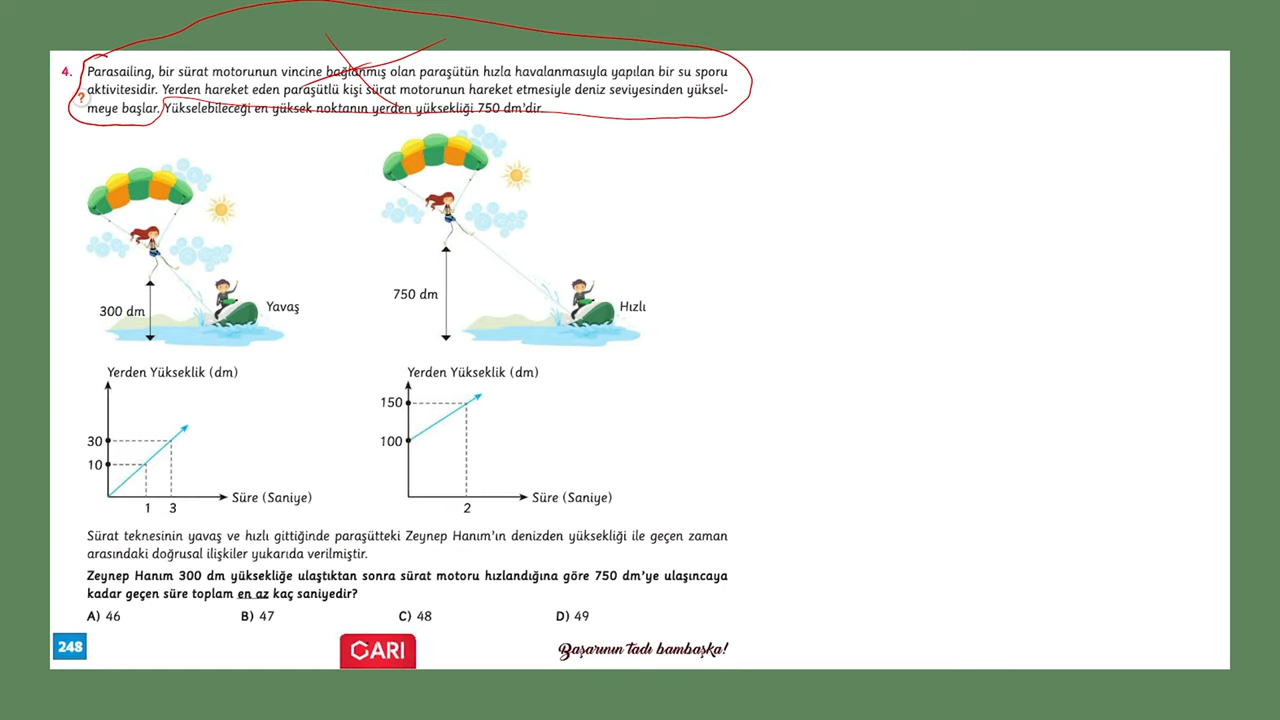 4. Parasailing, bir sürat motorunun vincine bağlanmış olan paraşütün hızla havalanmasıyla yapılan bir su sporu
aktivitesidir. Yerden hareket eden paraşütlü kişi sürat motorunun hareket etmesiyle deniz seviyesinden yüksel-
?
meye başlar. Yükselebileceği en yüksek noktanın yerden yüksekliği 750 dm'dir.
300 dm
Yavaş
750 dm
Hızlı
Yerden Yükseklik (dm)
30
10
1 3
Süre (Saniye)
Yerden Yükseklik (dm)
150
100
2
Süre (Saniye)
Sürat teknesinin yavaş ve hızlı gittiğinde paraşütteki Zeynep Hanım'ın denizden yüksekliği ile geçen zaman
arasındaki doğrusal ilişkiler yukarıda verilmiştir.
Zeynep Hanım 300 dm yüksekliğe ulaştıktan sonra sürat motoru hızlandığına göre 750 dm'ye ulaşıncaya
kadar geçen süre toplam en az kaç saniyedir?
A) 46 B) 47 C) 48 D) 49
248
ARI
Başarının tadı bambaşka!